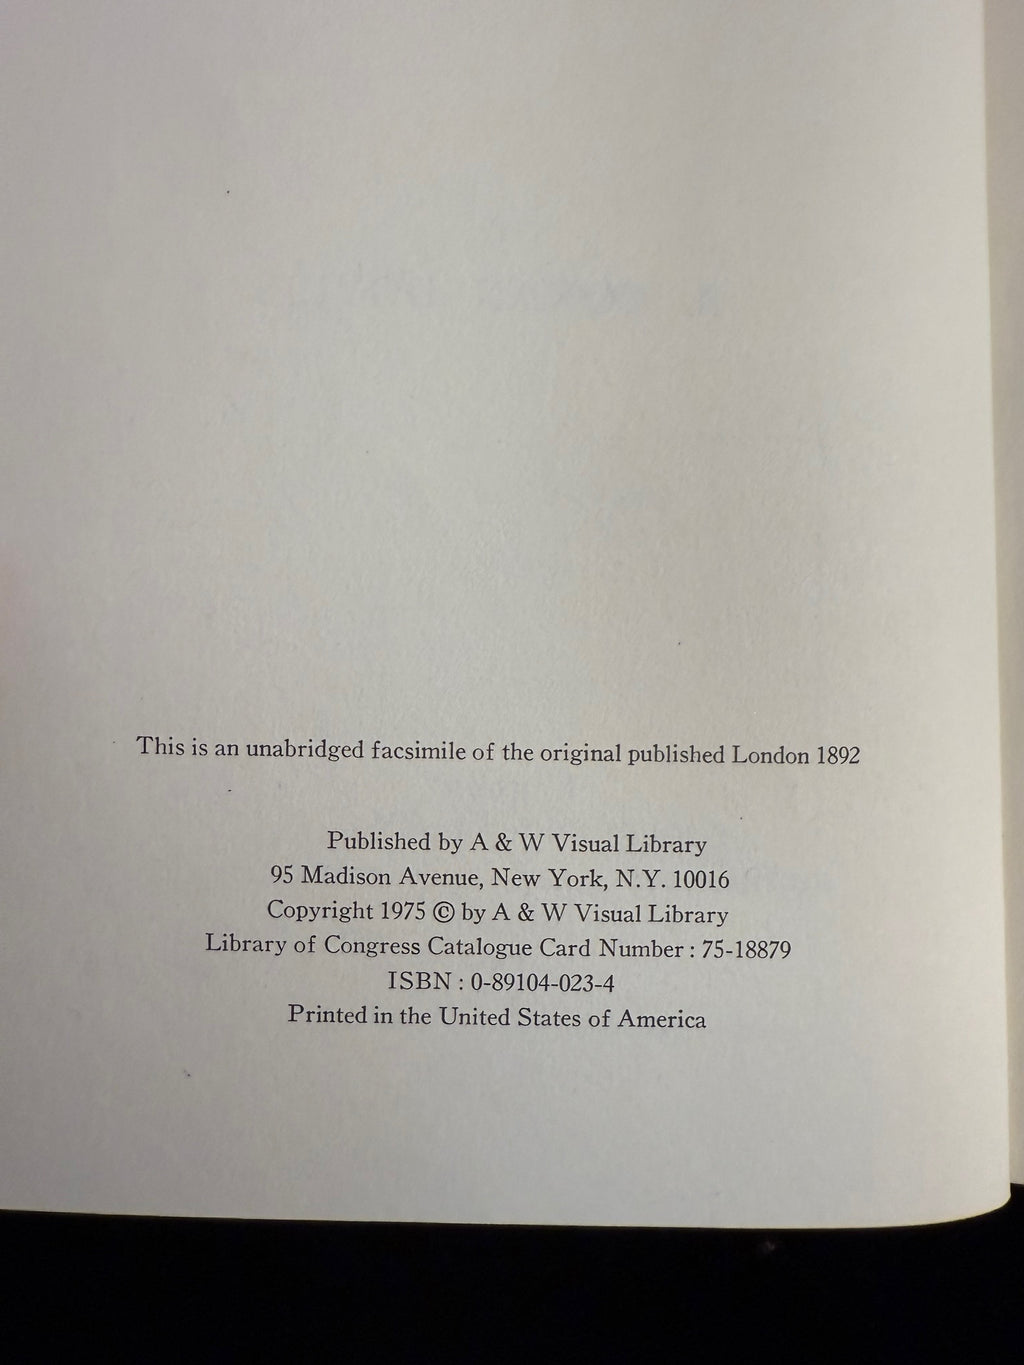 This is an unabridged facsimile of the original published London 1892
Published by A & W Visual Library
95 Madison Avenue, New York, N.Y. 10016
Copyright 1975 © by A & W Visual Library
Library of Congress Catalogue Card Number : 75-18879
ISBN : 0-89104-023-4
Printed in the United States of America